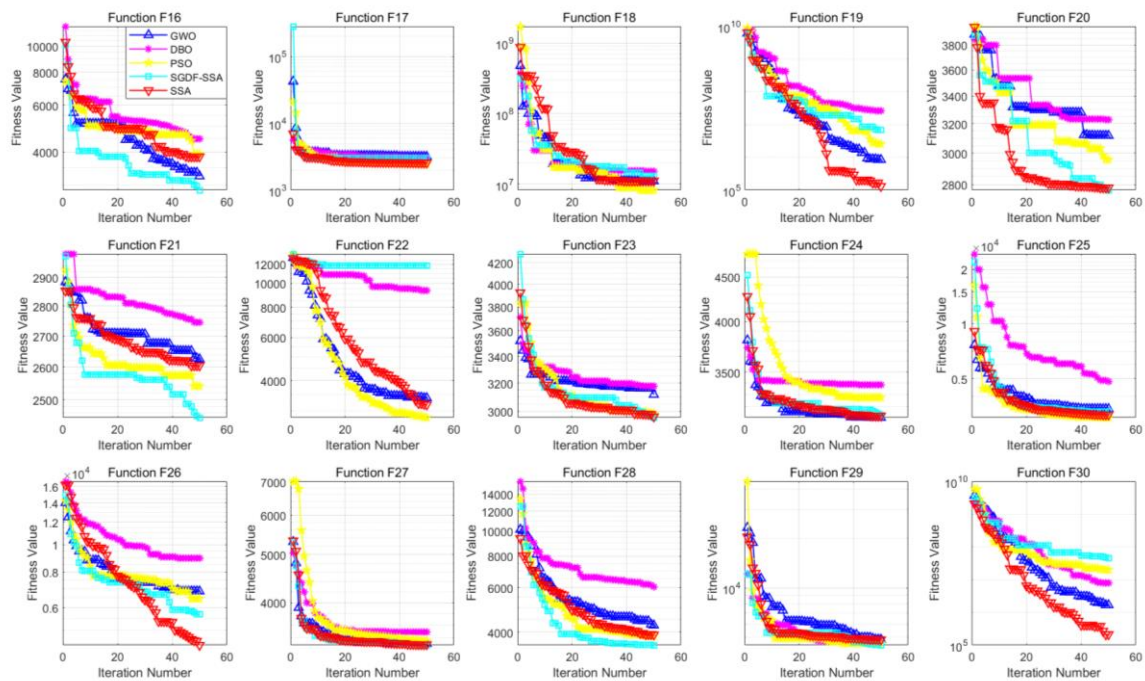 Function F16
Fitness Value
10000
8000
6000
4000
GWO
DBO
PSO
SGDF-SSA
SSA
0 20 40 60
Iteration Number
Function F17
Fitness Value
10^5
10^4
10^3
0 20 40 60
Iteration Number
Function F18
Fitness Value
10^9
10^8
10^7
0 20 40 60
Iteration Number
Function F19
Fitness Value
10^10
10^5
0 20 40 60
Iteration Number
Function F20
Fitness Value
3800
3600
3400
3200
3000
2800
0 20 40 60
Iteration Number
Function F21
Fitness Value
2900
2800
2700
2600
2500
0 20 40 60
Iteration Number
Function F22
Fitness Value
12000
10000
8000
6000
4000
0 20 40 60
Iteration Number
Function F23
Fitness Value
4200
4000
3800
3600
3400
3200
3000
0 20 40 60
Iteration Number
Function F24
Fitness Value
4500
4000
3500
0 20 40 60
Iteration Number
Function F25
×10^4
Fitness Value
2
1.5
1
0.5
0 20 40 60
Iteration Number
Function F26
×10^4
Fitness Value
1.6
1.4
1.2
1
0.8
0.6
0 20 40 60
Iteration Number
Function F27
Fitness Value
7000
6000
5000
4000
0 20 40 60
Iteration Number
Function F28
Fitness Value
14000
12000
10000
8000
6000
4000
0 20 40 60
Iteration Number
Function F29
Fitness Value
10^4
0 20 40 60
Iteration Number
Function F30
Fitness Value
10^10
10^5
0 20 40 60
Iteration Number